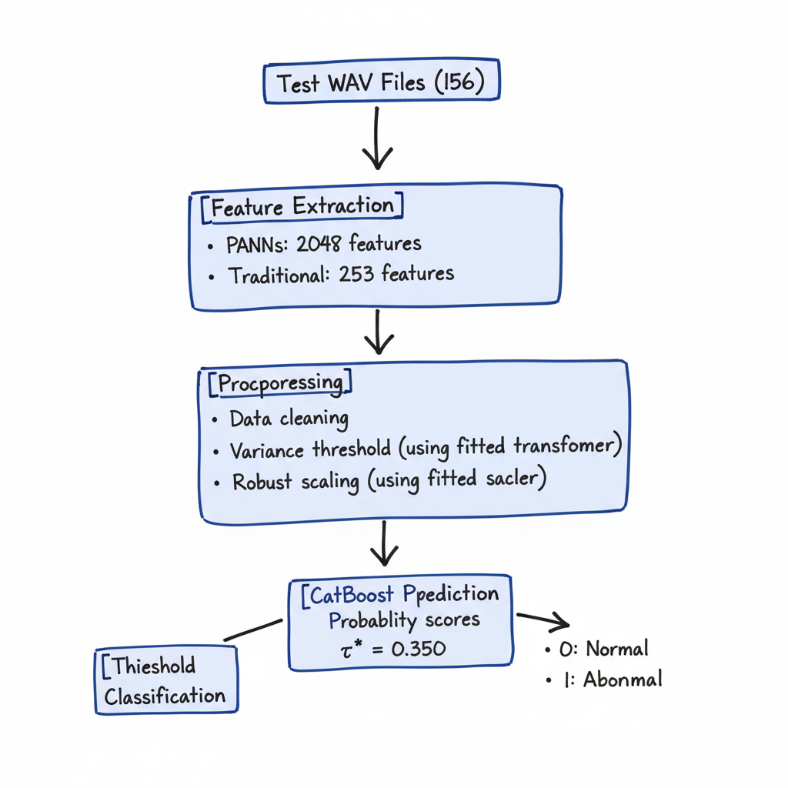 Test WAV Files (156)
[Feature Extraction]
• PANNs: 2048 features
• Traditional: 253 features
[Procporessing]
• Data cleaning
• Variance threshold (using fitted transfomer)
• Robust scaling (using fitted sacler)
[CatBoost Ppediction
Probablity scores
τ* = 0.350
[Thieshold
Classification
• 0: Normal
• 1: Abonmal